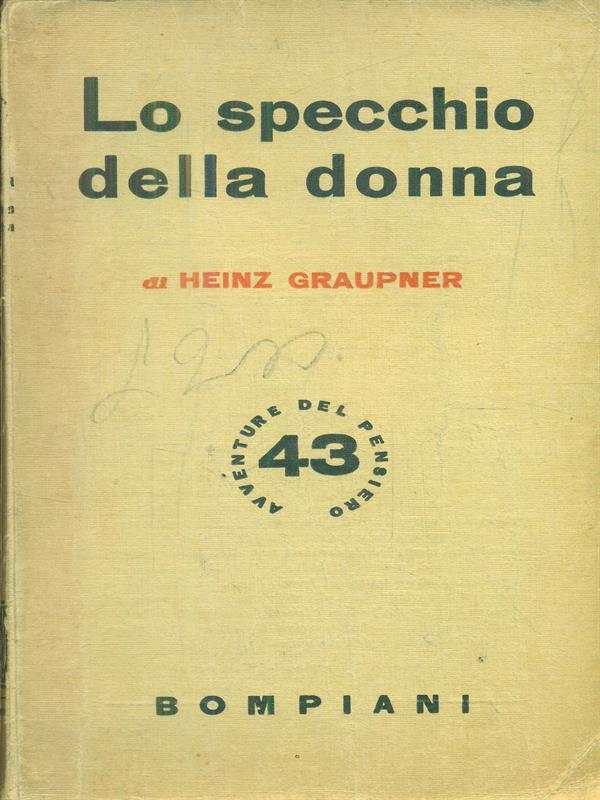 Lo specchio
della donna
di HEINZ GRAUPNER
AVVENTURE DEL PENSIERO
43
BOMPIANI